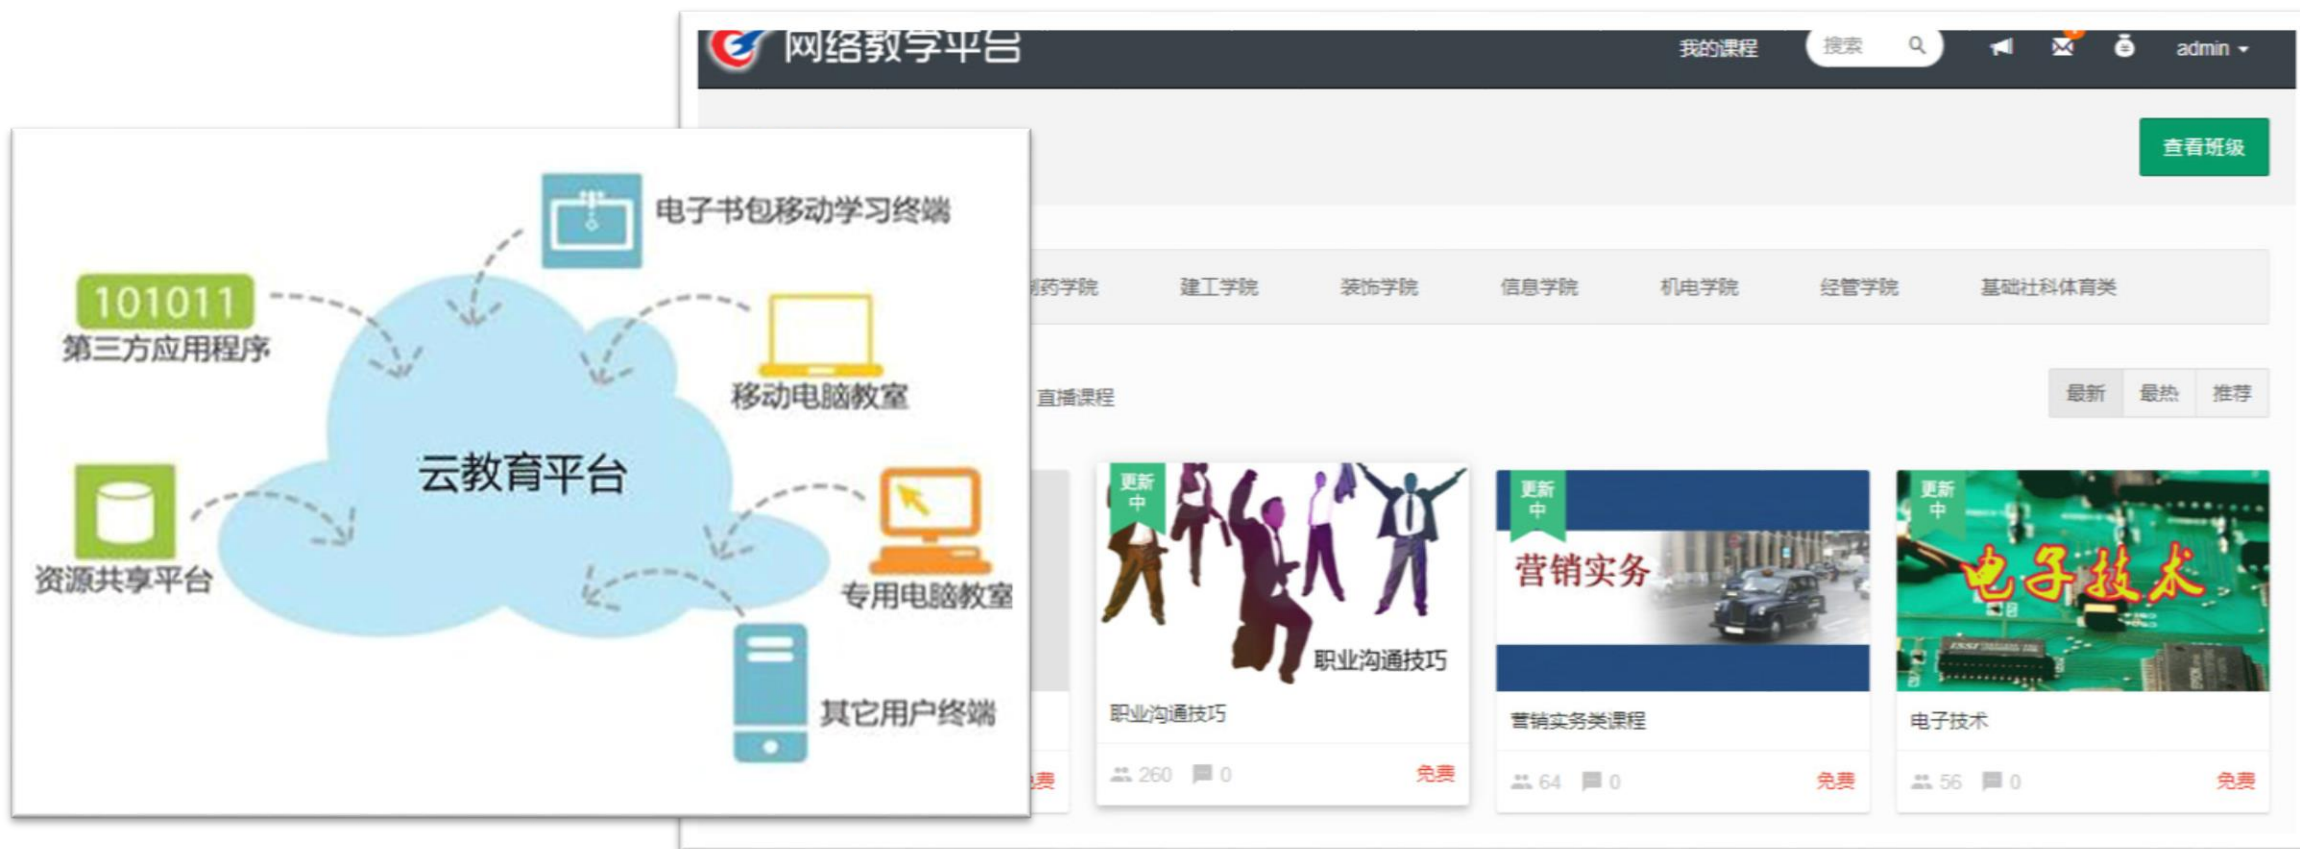 网络教学平台
我的课程
搜索
admin
查看班级
制药学院 建工学院 装饰学院 信息学院 机电学院 经管学院 基础社科体育类
直播课程
最新 最热 推荐
更新中
职业沟通技巧
职业沟通技巧
260 0 免费
更新中
营销实务
营销实务类课程
64 0 免费
更新中
电子技术
电子技术
56 0 免费
费
电子书包移动学习终端
101011
第三方应用程序
移动电脑教室
云教育平台
资源共享平台
专用电脑教室
其它用户终端